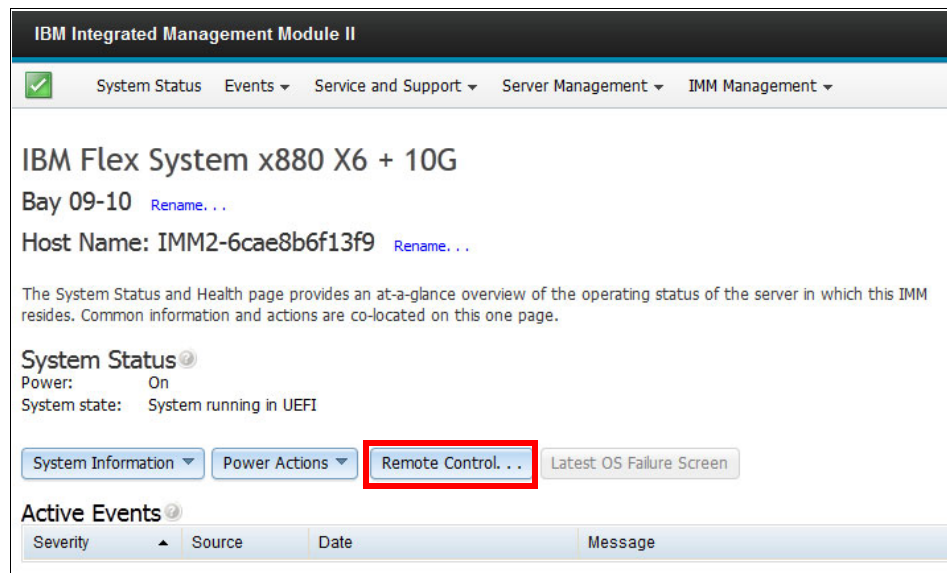 IBM Integrated Management Module II
System Status Events Service and Support Server Management IMM Management
IBM Flex System x880 X6 + 10G
Bay 09-10 Rename. . .
Host Name: IMM2-6cae8b6f13f9 Rename. . .
The System Status and Health page provides an at-a-glance overview of the operating status of the server in which this IMM
resides. Common information and actions are co-located on this one page.
System Status
Power: On
System state: System running in UEFI
System Information Power Actions Remote Control. . . Latest OS Failure Screen
Active Events
Severity Source Date Message